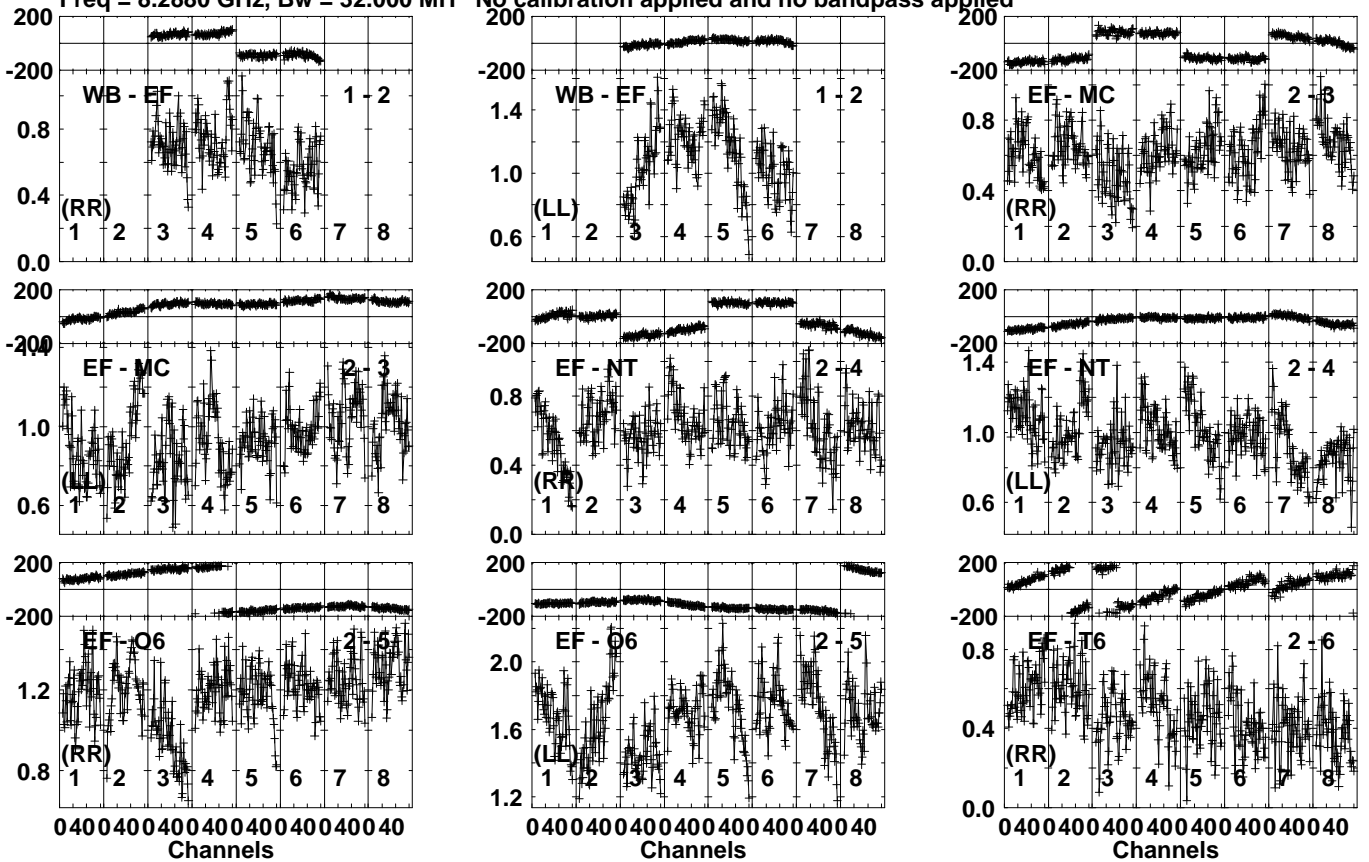 Freq = 8.2880 GHz, Bw = 32.000 MH No calibration applied and no bandpass applied
200 200 200
-200 -200
WB - EF 1 - 2 WB - EF 1 - 2 EF - MC 2 - 3
0.8 1.4 0.8
0.4 1.0 0.4
(RR) (LL) (RR)
1 2 3 4 5 6 7 8 1 2 3 4 5 6 7 8 1 2 3 4 5 6 7 8
0.0 0.6 0.0
200 200 200
-200 -200 -200
1.4 1.4
EF - MC 2 - 3 EF - NT 2 - 4 EF - NT 2 - 4
1.0 0.8 1.0
0.6 0.4 0.6
(LL) (RR) (LL)
1 2 3 4 5 6 7 8 1 2 3 4 5 6 7 8 1 2 3 4 5 6 7 8
0.0
200 200 200
-200 -200 -200
EF - O6 2 - 5 EF - O6 2 - 5 EF - T6 2 - 6
1.2 2.0 0.8
0.8 1.6 0.4
(RR) (LL) (RR)
1 2 3 4 5 6 7 8 1 2 3 4 5 6 7 8 1 2 3 4 5 6 7 8
1.2 0.0
0 40 0 40 0 40 0 40 0 40 0 40 0 40 0 40 0 40 0 40 0 40 0 40 0 40 0 40 0 40 0 40 0 40 0 40 0 40 0 40 0 40 0 40 0 40 0 40
Channels Channels Channels